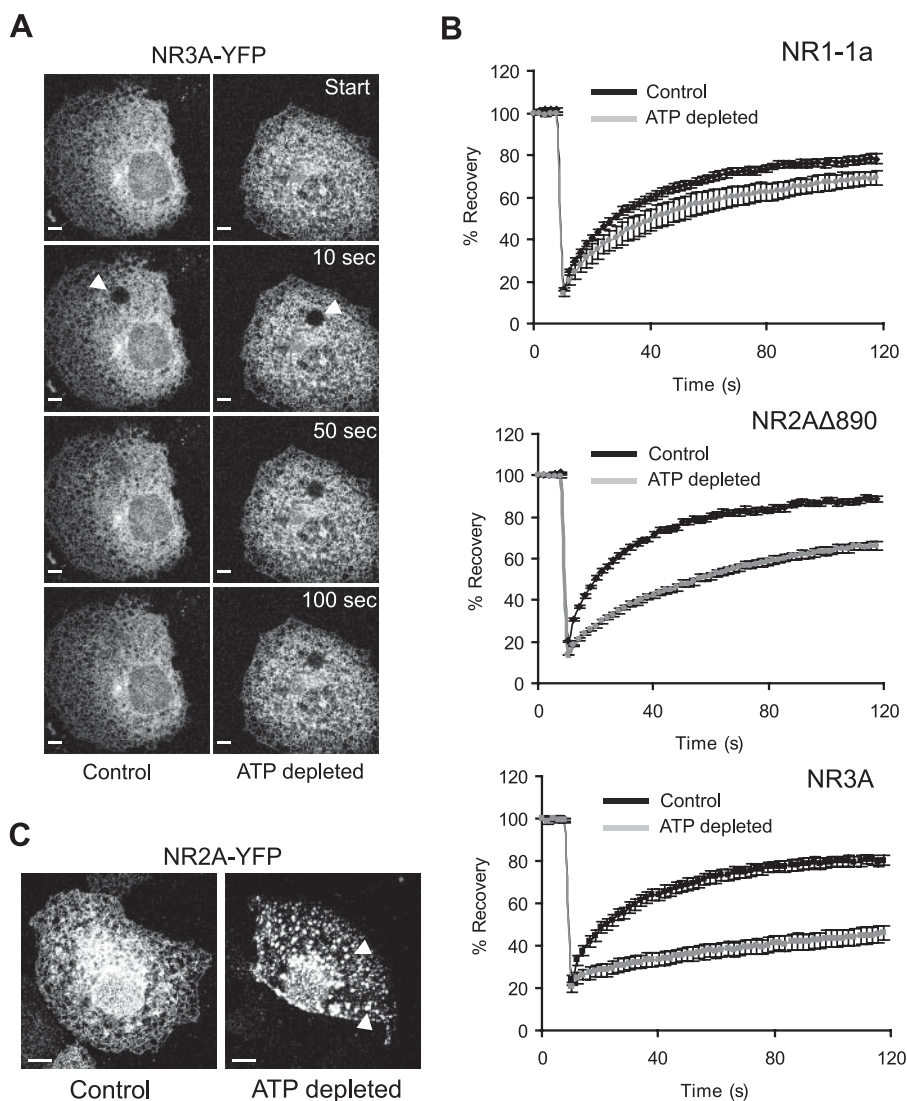 A
NR3A-YFP
Start
10 sec
50 sec
100 sec
Control
ATP depleted
B
NR1-1a
Control
ATP depleted
% Recovery
120
100
80
60
40
20
0
0 40 80 120
Time (s)
NR2AΔ890
Control
ATP depleted
% Recovery
120
100
80
60
40
20
0
0 40 80 120
Time (s)
NR3A
Control
ATP depleted
% Recovery
120
100
80
60
40
20
0
0 40 80 120
Time (s)
C
NR2A-YFP
Control
ATP depleted